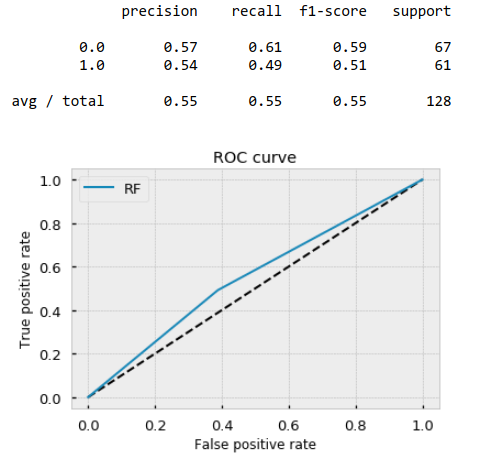 precision recall f1-score support
0.0 0.57 0.61 0.59 67
1.0 0.54 0.49 0.51 61
avg / total 0.55 0.55 0.55 128
ROC curve
RF
1.0
0.8
0.6
0.4
0.2
0.0
True positive rate
0.0 0.2 0.4 0.6 0.8 1.0
False positive rate